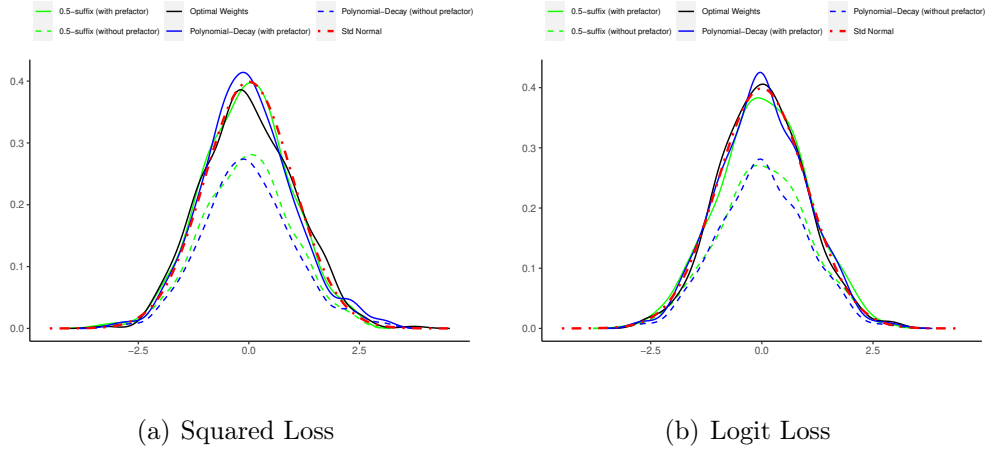 0.5−suffix (with prefactor) Optimal Weights Polynomial−Decay (without prefactor)
0.5−suffix (without prefactor) Polynomial−Decay (with prefactor) Std Normal
0.4
0.3
0.2
0.1
0.0
−2.5 0.0 2.5
(a) Squared Loss
0.5−suffix (with prefactor) Optimal Weights Polynomial−Decay (without prefactor)
0.5−suffix (without prefactor) Polynomial−Decay (with prefactor) Std Normal
0.4
0.3
0.2
0.1
0.0
−2.5 0.0 2.5
(b) Logit Loss